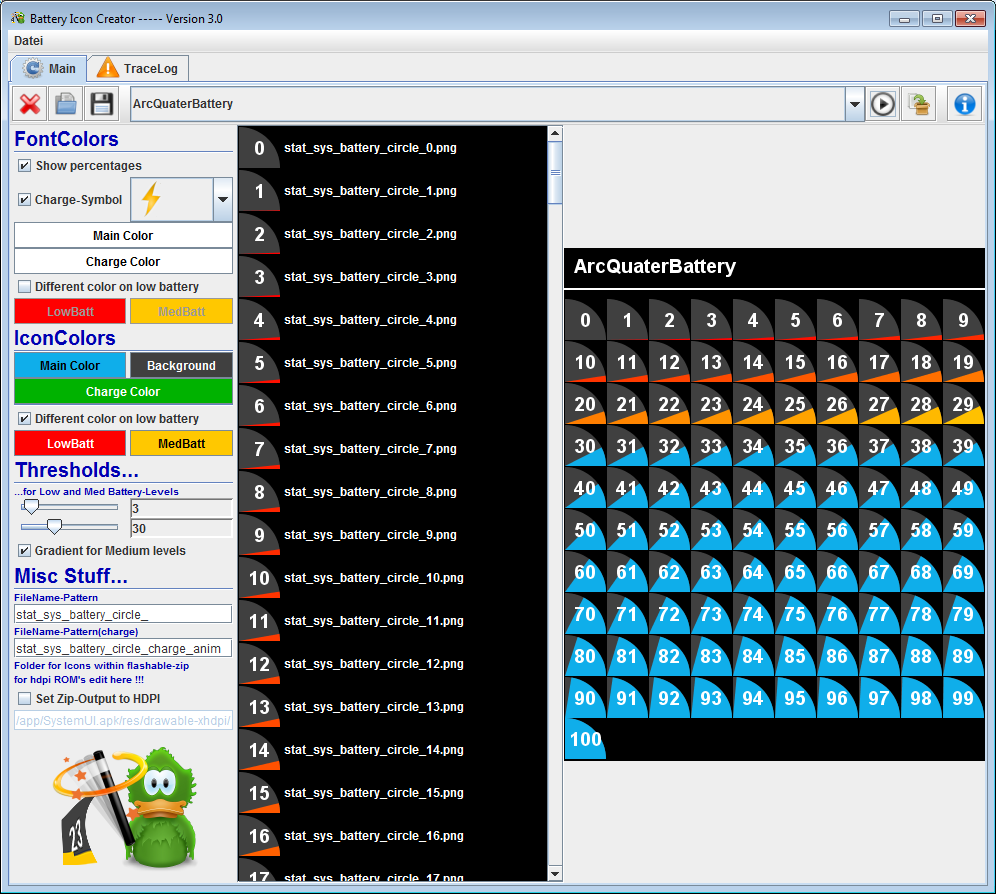 Battery Icon Creator ----- Version 3.0
Datei
Main TraceLog
ArcQuaterBattery
FontColors
Show percentages
Charge-Symbol
Main Color
Charge Color
Different color on low battery
LowBatt MedBatt
IconColors
Main Color Background
Charge Color
Different color on low battery
LowBatt MedBatt
Thresholds...
...for Low and Med Battery-Levels
3
30
Gradient for Medium levels
Misc Stuff...
FileName-Pattern
stat_sys_battery_circle_
FileName-Pattern(charge)
stat_sys_battery_circle_charge_anim
Folder for Icons within flashable-zip
for hdpi ROM's edit here !!!
Set Zip-Output to HDPI
/app/SystemUI.apk/res/drawable-xhdpi/
23
0 stat_sys_battery_circle_0.png
1 stat_sys_battery_circle_1.png
2 stat_sys_battery_circle_2.png
3 stat_sys_battery_circle_3.png
4 stat_sys_battery_circle_4.png
5 stat_sys_battery_circle_5.png
6 stat_sys_battery_circle_6.png
7 stat_sys_battery_circle_7.png
8 stat_sys_battery_circle_8.png
9 stat_sys_battery_circle_9.png
10 stat_sys_battery_circle_10.png
11 stat_sys_battery_circle_11.png
12 stat_sys_battery_circle_12.png
13 stat_sys_battery_circle_13.png
14 stat_sys_battery_circle_14.png
15 stat_sys_battery_circle_15.png
16 stat_sys_battery_circle_16.png
17 stat_sys_battery_circle_17.png
ArcQuaterBattery
0 1 2 3 4 5 6 7 8 9
10 11 12 13 14 15 16 17 18 19
20 21 22 23 24 25 26 27 28 29
30 31 32 33 34 35 36 37 38 39
40 41 42 43 44 45 46 47 48 49
50 51 52 53 54 55 56 57 58 59
60 61 62 63 64 65 66 67 68 69
70 71 72 73 74 75 76 77 78 79
80 81 82 83 84 85 86 87 88 89
90 91 92 93 94 95 96 97 98 99
100